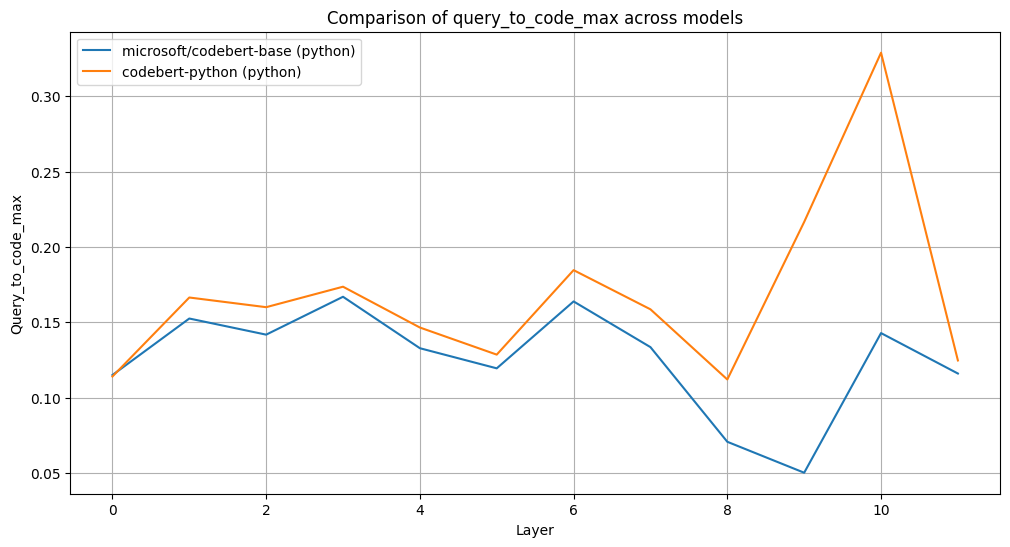 Comparison of query_to_code_max across models
microsoft/codebert-base (python)
codebert-python (python)
Query_to_code_max
0.30
0.25
0.20
0.15
0.10
0.05
0 2 4 6 8 10
Layer